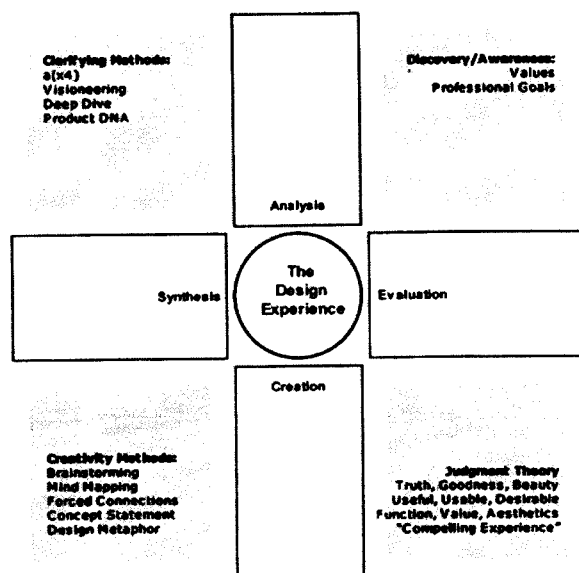 Clarifying Methods:
a(x4)
Visioneering
Deep Dive
Product DNA
Discovery/Awareness:
Values
Professional Goals
Analysis
Synthesis
The
Design
Experience
Evaluation
Creation
Creativity Methods:
Brainstorming
Mind Mapping
Forced Connections
Concept Statement
Design Metaphor
Judgment Theory
Truth, Goodness, Beauty
Useful, Usable, Desirable
Function, Value, Aesthetics
"Compelling Experience"